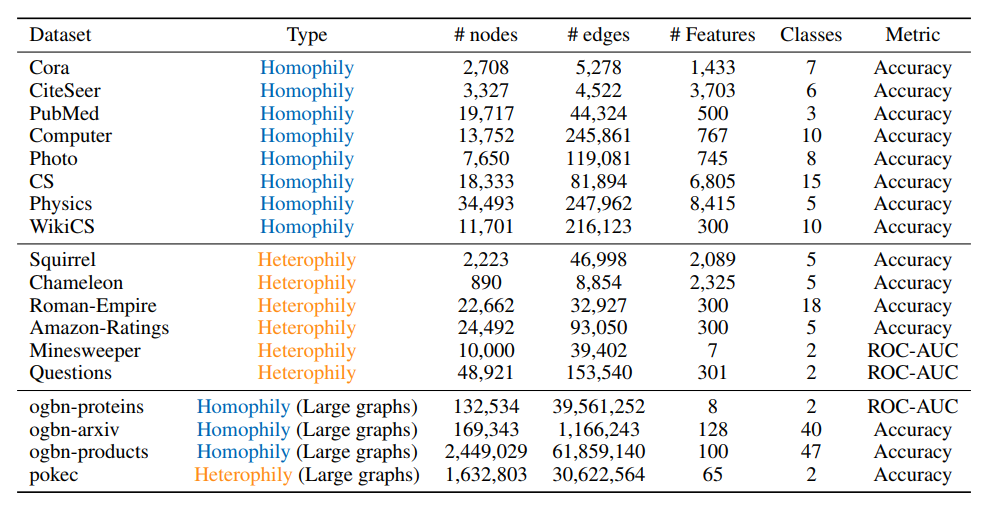 Dataset Type # nodes # edges # Features Classes Metric
Cora Homophily 2,708 5,278 1,433 7 Accuracy
CiteSeer Homophily 3,327 4,522 3,703 6 Accuracy
PubMed Homophily 19,717 44,324 500 3 Accuracy
Computer Homophily 13,752 245,861 767 10 Accuracy
Photo Homophily 7,650 119,081 745 8 Accuracy
CS Homophily 18,333 81,894 6,805 15 Accuracy
Physics Homophily 34,493 247,962 8,415 5 Accuracy
WikiCS Homophily 11,701 216,123 300 10 Accuracy
Squirrel Heterophily 2,223 46,998 2,089 5 Accuracy
Chameleon Heterophily 890 8,854 2,325 5 Accuracy
Roman-Empire Heterophily 22,662 32,927 300 18 Accuracy
Amazon-Ratings Heterophily 24,492 93,050 300 5 Accuracy
Minesweeper Heterophily 10,000 39,402 7 2 ROC-AUC
Questions Heterophily 48,921 153,540 301 2 ROC-AUC
ogbn-proteins Homophily (Large graphs) 132,534 39,561,252 8 2 ROC-AUC
ogbn-arxiv Homophily (Large graphs) 169,343 1,166,243 128 40 Accuracy
ogbn-products Homophily (Large graphs) 2,449,029 61,859,140 100 47 Accuracy
pokec Heterophily (Large graphs) 1,632,803 30,622,564 65 2 Accuracy